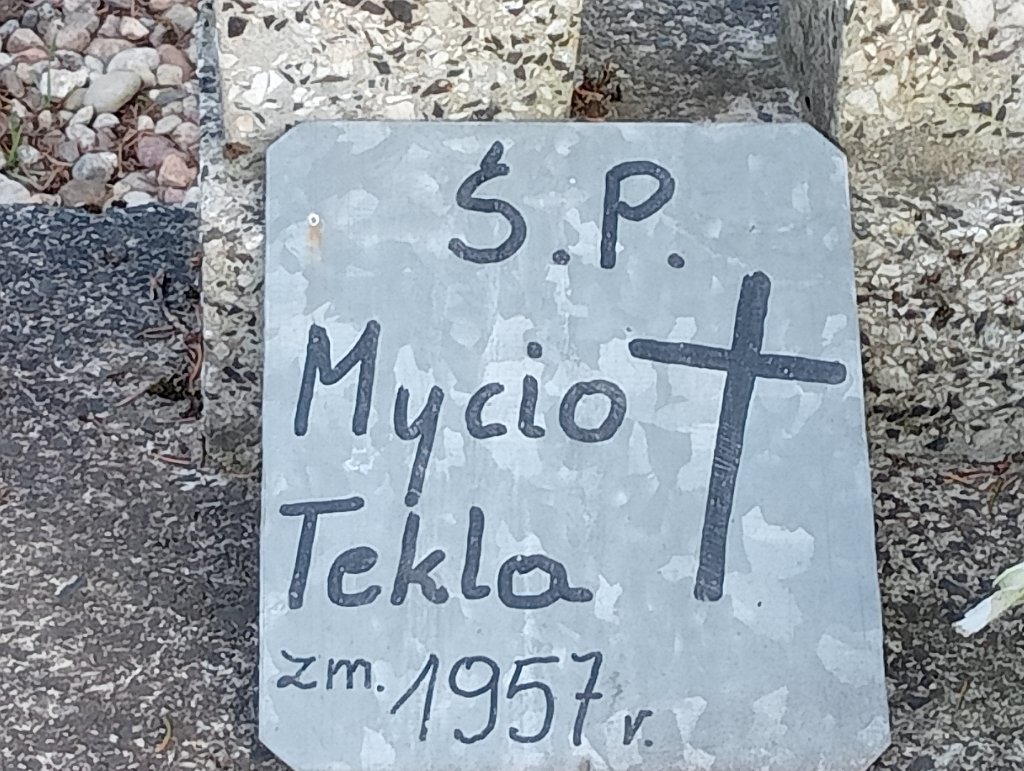 Ś.P.
Mycio
Tekla
zm. 1957 r.